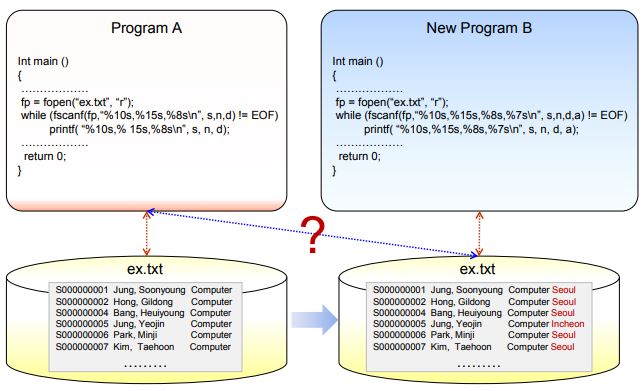 Program A
Int main ()
{
...................
fp = fopen(“ex.txt”, “r”);
while (fscanf(fp,“%10s,%15s,%8s\n”, s,n,d) != EOF)
printf( “%10s,% 15s,%8s\n”, s, n, d);
..................
return 0;
}
New Program B
Int main ()
{
...................
fp = fopen(“ex.txt”, “r”);
while (fscanf(fp,“%10s,%15s,%8s,%7s\n”, s,n,d,a) != EOF)
printf( “%10s,%15s,%8s,%7s\n”, s, n, d, a);
..................
return 0;
}
?
ex.txt
S000000001 Jung, Soonyoung Computer
S000000002 Hong, Gildong Computer
S000000004 Bang, Heuiyoung Computer
S000000005 Jung, Yeojin Computer
S000000006 Park, Minji Computer
S000000007 Kim, Taehoon Computer
.........
ex.txt
S000000001 Jung, Soonyoung Computer Seoul
S000000002 Hong, Gildong Computer Seoul
S000000004 Bang, Heuiyoung Computer Seoul
S000000005 Jung, Yeojin Computer Incheon
S000000006 Park, Minji Computer Seoul
S000000007 Kim, Taehoon Computer Seoul
.........